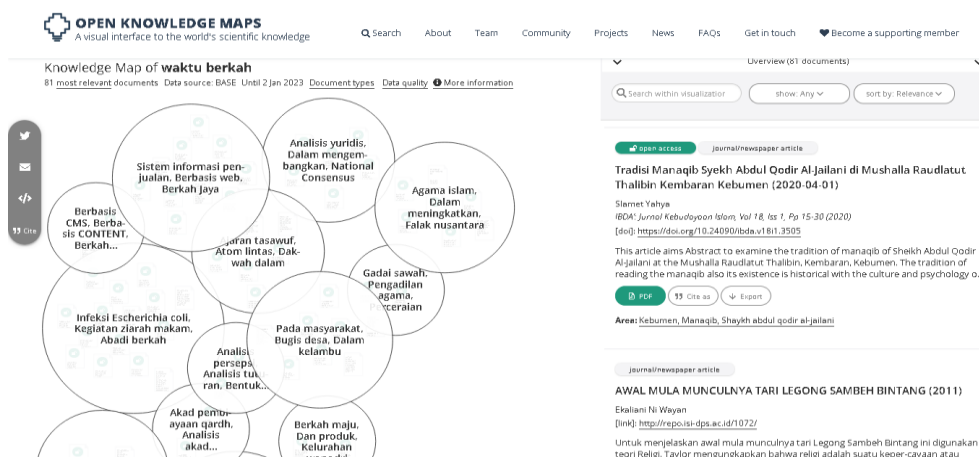 OPEN KNOWLEDGE MAPS
A visual interface to the world's scientific knowledge
Search About Team Community Projects News FAQs Get in touch Become a supporting member
Knowledge Map of waktu berkah
81 most relevant documents Data source: BASE Until 2 Jan 2023 Document types Data quality More information
Cite
Sistem informasi pen-
jualan, Berbasis web,
Berkah Jaya
Analisis yuridis,
Dalam mengem-
bangkan, National
Consensus
Agama islam,
Dalam
meningkatkan,
Falak nusantara
Berbasis
CMS, Berba-
sis CONTENT,
Berkah...
tasawuf,
Atom lintas, Dak-
wah dalam
Gadai sawah,
Pengadilan
agama,
Infeksi Escherichia coli,
Kegiatan ziarah makam,
Abadi berkah
Pada masyarakat,
Bugis desa, Dalam
kelambu
Analisis
ran, Bentuk...
Akad
ayaan qardh,
Analisis
akad...
Berkah maju,
Dan produk,
Kelurahan
Overview (81 documents)
Search within visualization
show: Any
sort by: Relevance
open access journal/newspaper article
Tradisi Manaqib Syekh Abdul Qodir Al-Jailani di Mushalla Raudlatut
Thalibin Kembaran Kebumen (2020-04-01)
Slamet Yahya
IBDA': Jurnal Kebudayaan Islam, Vol 18, Iss 1, Pp 15-30 (2020)
[doi]: https://doi.org/10.24090/ibda.v18i1.3505
This article aims Abstract to examine the tradition of manaqib of Sheikh Abdul Qodir
Al-Jailani at the Mushalla Raudlatut Thalibin, Kembaran, Kebumen. The tradition of
reading the manaqib also its existence is historical with the culture and psychology o
PDF Cite as Export
Area: Kebumen, Manaqib, Shaykh abdul qodir al-jailani
journal/newspaper article
AWAL MULA MUNCULNYA TARI LEGONG SAMBEH BINTANG (2011)
Ekaliani Ni Wayan
[link]: http://repo.isi-dps.ac.id/1072/
Untuk menjelaskan awal mula munculnya tari Legong Sambeh Bintang ini digunakan
teori Religi. Taylor mengungkapkan bahwa religi adalah suatu keper-cayaan atau